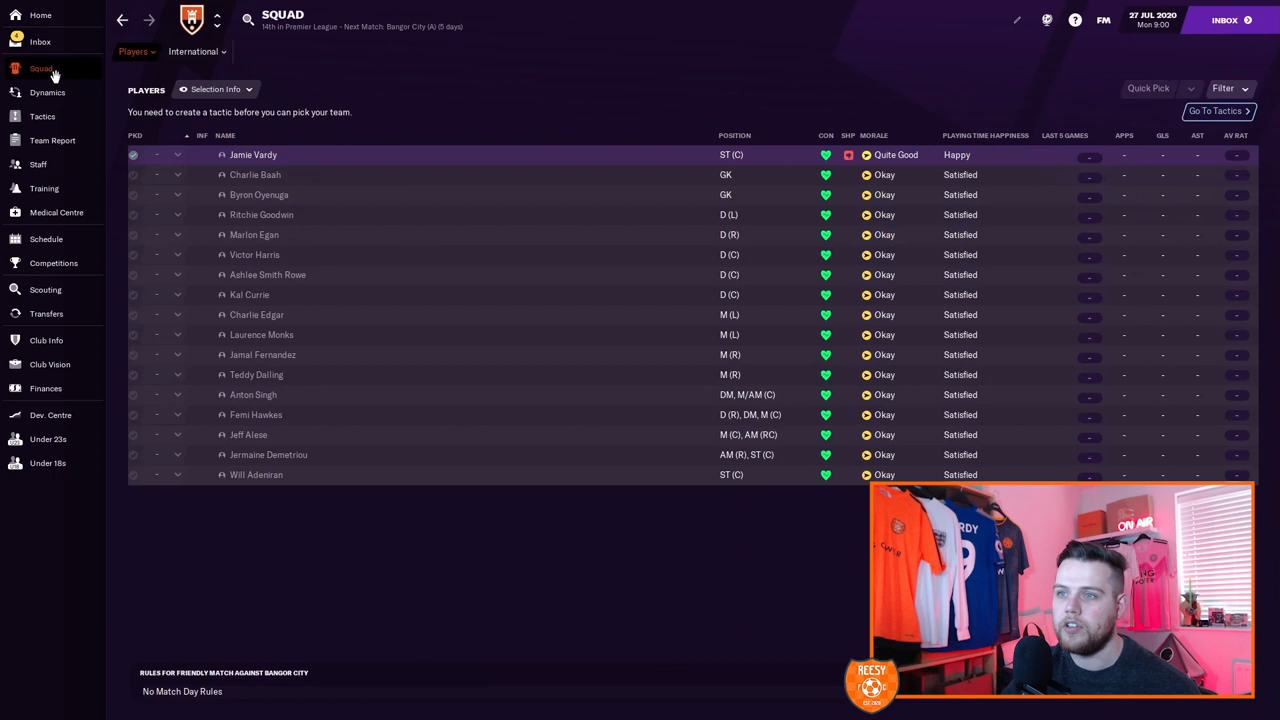 Home
4
Inbox
Squad
Dynamics
Tactics
Team Report
Staff
Training
Medical Centre
Schedule
Competitions
Scouting
Transfers
Club Info
Club Vision
Finances
Dev. Centre
Under 23s
Under 18s
SQUAD
14th in Premier League - Next Match: Bangor City (A) (5 days)
? FM 27 JUL 2020
Mon 9:00
INBOX
Players International
PLAYERS Selection Info Quick Pick Filter
You need to create a tactic before you can pick your team. Go To Tactics
PKD INF NAME POSITION CON SHP MORALE PLAYING TIME HAPPINESS LAST 5 GAMES APPS GLS AST AV RAT
- Jamie Vardy ST (C) Quite Good Happy - - - - -
- Charlie Baah GK Okay Satisfied - - - - -
- Byron Oyenuga GK Okay Satisfied - - - - -
- Ritchie Goodwin D (L) Okay Satisfied - - - - -
- Marlon Egan D (R) Okay Satisfied - - - - -
- Victor Harris D (C) Okay Satisfied - - - - -
- Ashlee Smith Rowe D (C) Okay Satisfied - - - - -
- Kal Currie D (C) Okay Satisfied - - - - -
- Charlie Edgar M (L) Okay Satisfied - - - - -
- Laurence Monks M (L) Okay Satisfied - - - - -
- Jamal Fernandez M (R) Okay Satisfied - - - - -
- Teddy Dalling M (R) Okay Satisfied - - - - -
- Anton Singh DM, M/AM (C) Okay Satisfied - - - - -
- Femi Hawkes D (R), DM, M (C) Okay Satisfied - - - - -
- Jeff Alese M (C), AM (RC) Okay Satisfied - - - - -
- Jermaine Demetriou AM (R), ST (C) Okay Satisfied - - - - -
- Will Adeniran ST (C) Okay Satisfied - - - - -
ON AIR
RDY
9
RULES FOR FRIENDLY MATCH AGAINST BANGOR CITY
No Match Day Rules
REESY
F C
EST. 2020